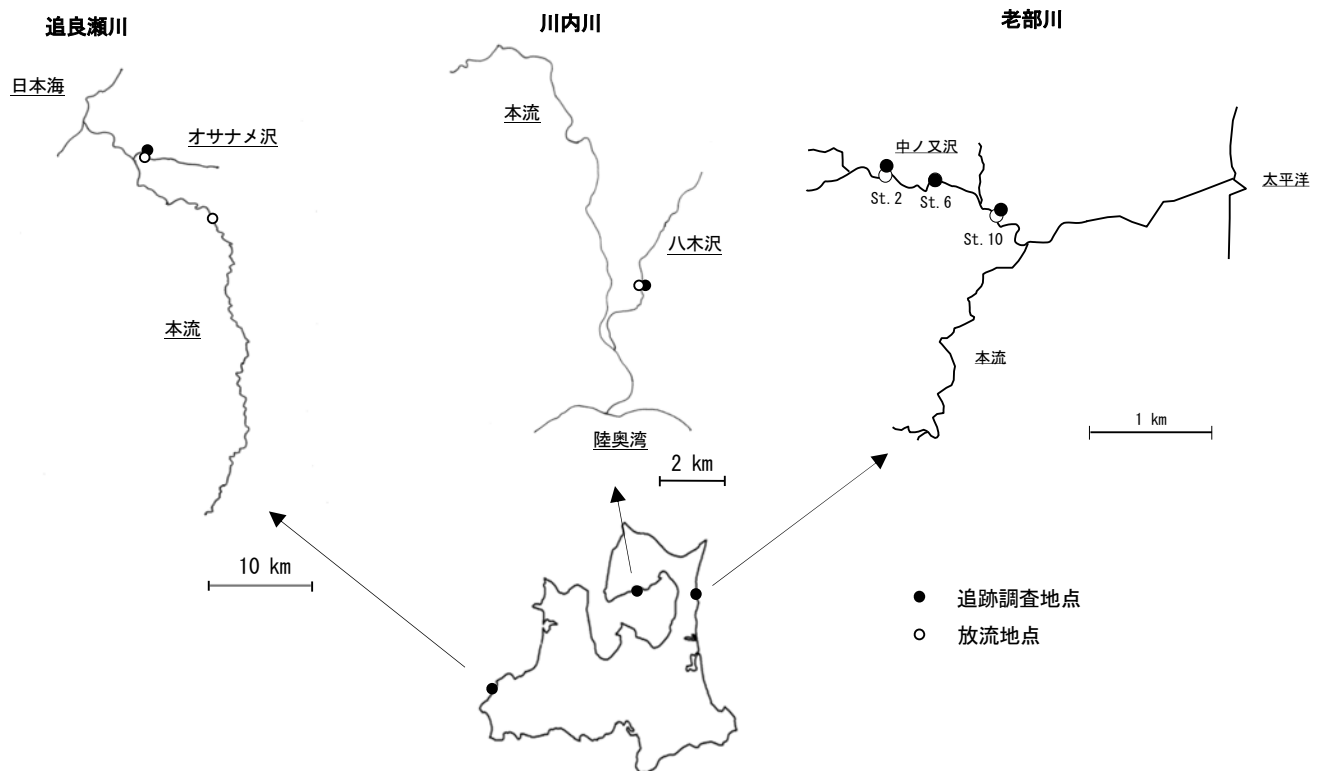 追良瀬川
日本海
オサナメ沢
本流
10 km
川内川
本流
八木沢
陸奥湾
2 km
老部川
中ノ又沢
St. 2
St. 6
St. 10
太平洋
本流
1 km
● 追跡調査地点
○ 放流地点